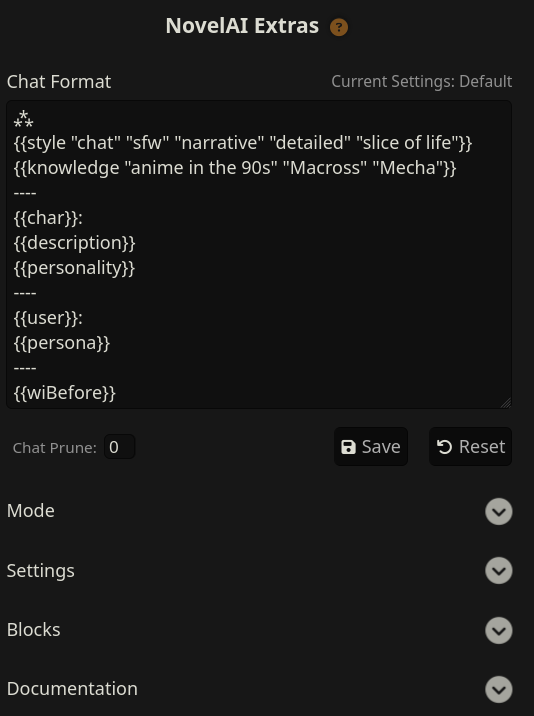 NovelAI Extras ?
Chat Format
Current Settings: Default
⁂
{{style "chat" "sfw" "narrative" "detailed" "slice of life"}}
{{knowledge "anime in the 90s" "Macross" "Mecha"}}
----
{{char}}:
{{description}}
{{personality}}
----
{{user}}:
{{persona}}
----
{{wiBefore}}
Chat Prune: 0
Save
Reset
Mode
Settings
Blocks
Documentation